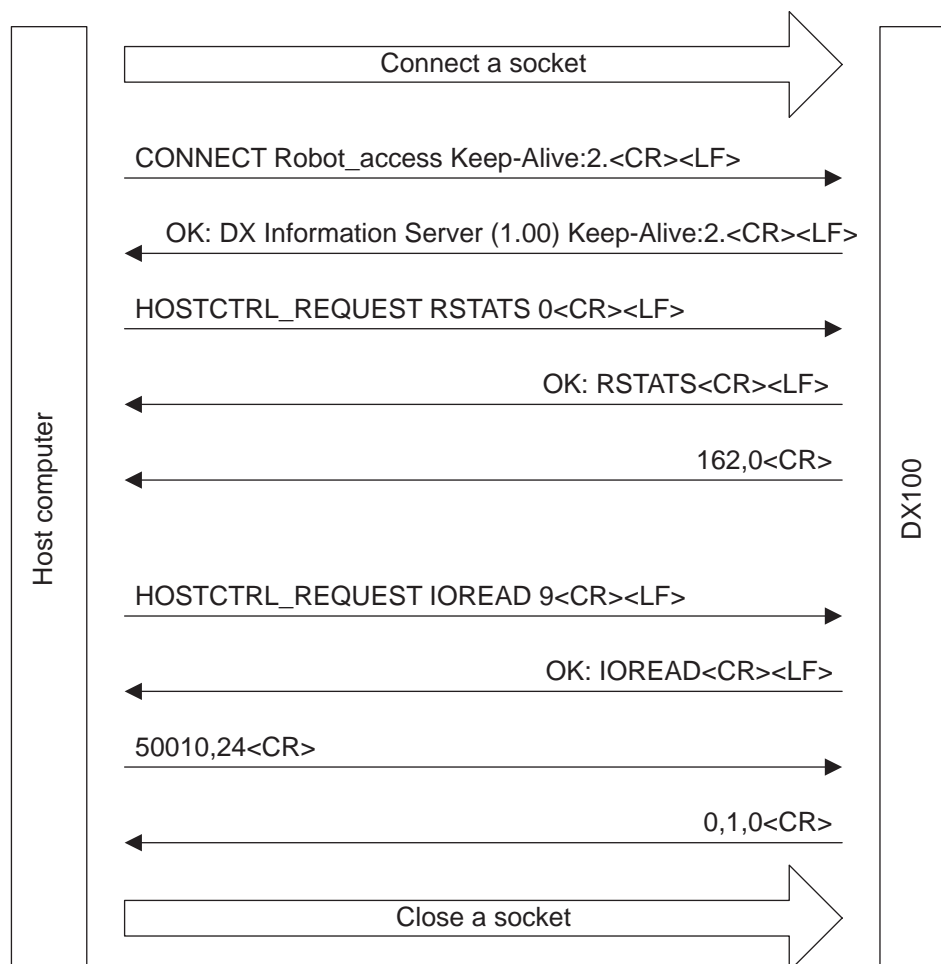 Connect a socket
CONNECT Robot_access Keep-Alive:2.<CR><LF>
OK: DX Information Server (1.00) Keep-Alive:2.<CR><LF>
HOSTCTRL_REQUEST RSTATS 0<CR><LF>
OK: RSTATS<CR><LF>
162,0<CR>
Host computer
DX100
HOSTCTRL_REQUEST IOREAD 9<CR><LF>
OK: IOREAD<CR><LF>
50010,24<CR>
0,1,0<CR>
Close a socket